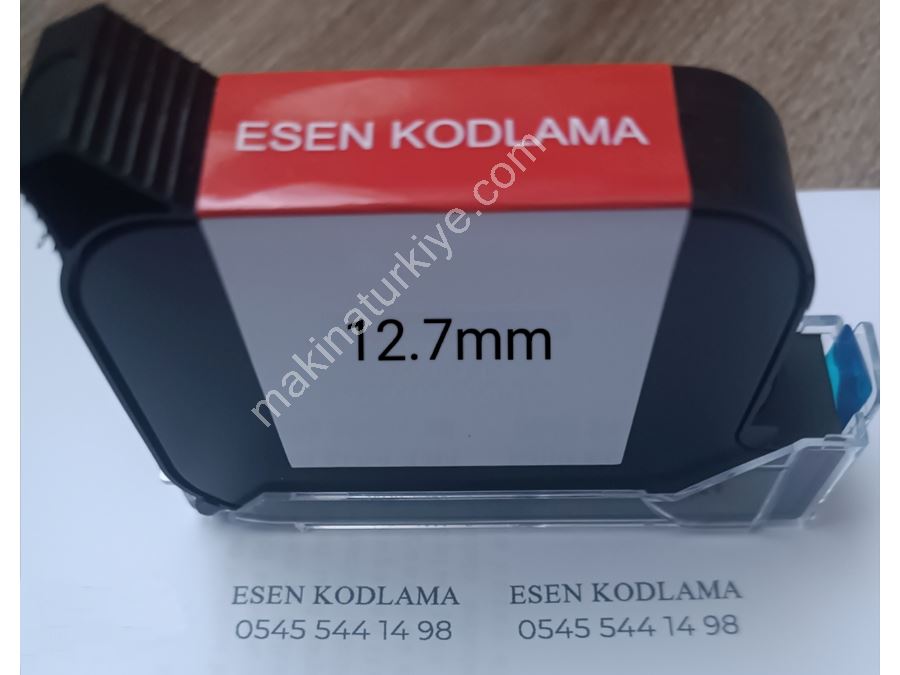 ESEN KODLAMA
makinaturkiye.com
12.7mm
ESEN KODLAMA ESEN KODLAMA
0545 544 14 98 0545 544 14 98